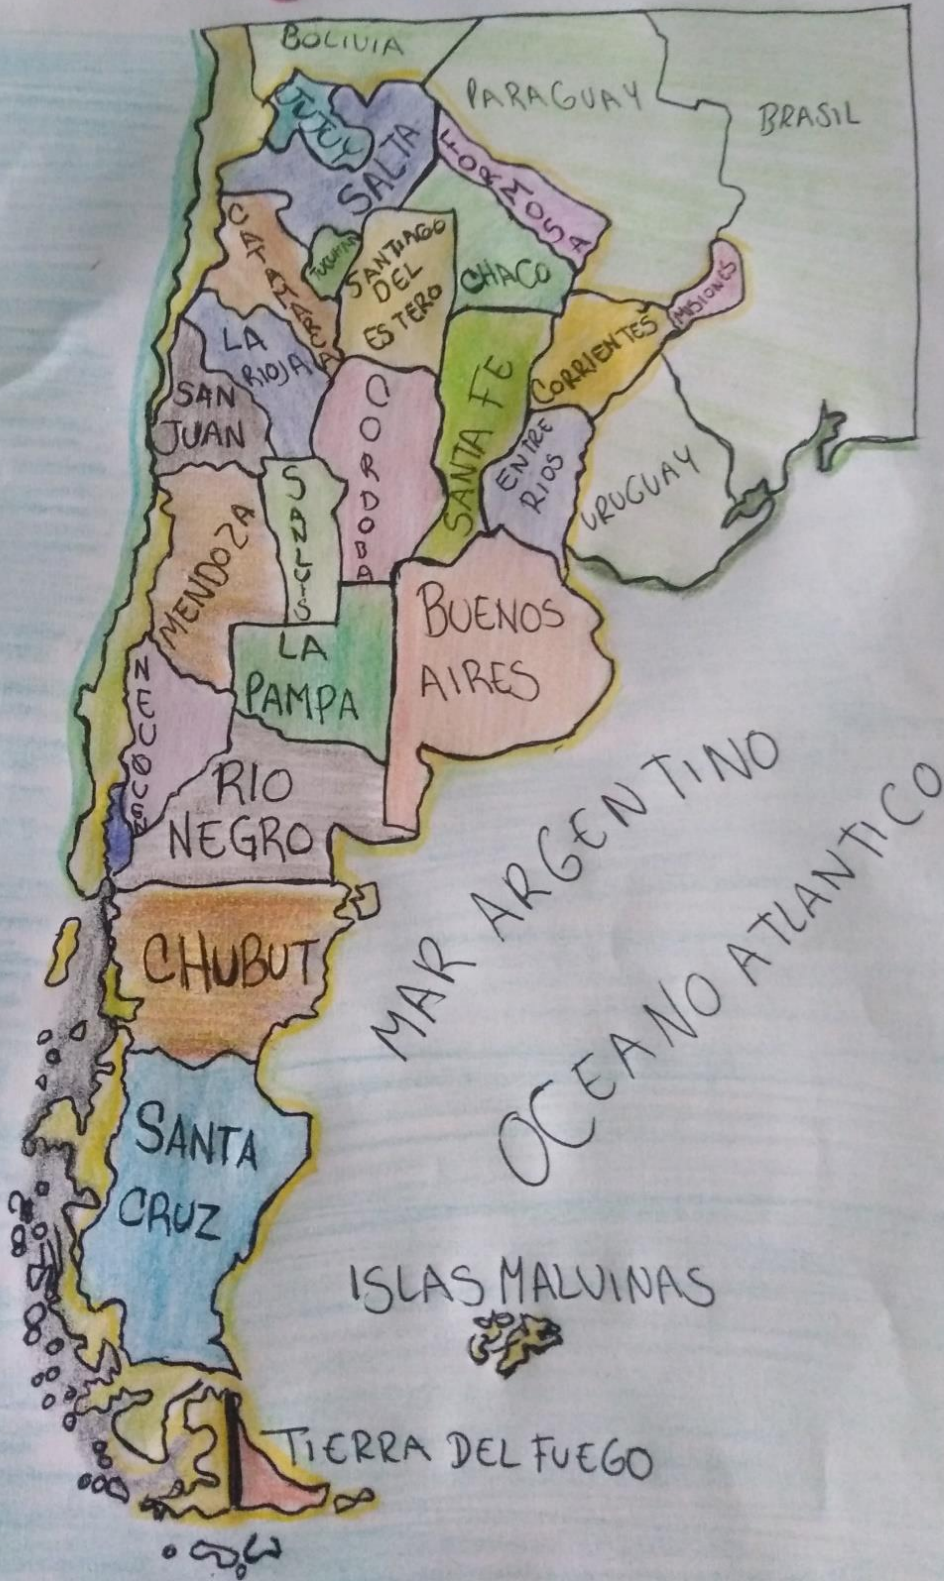 BOLIVIA
PARAGUAY
BRASIL
JUJUY
SALTA
FORMOSA
CATAMARCA
TUCUMAN
SANTIAGO
DEL
ESTERO
CHACO
MISIONES
LA
RIOJA
CORRIENTES
SAN
JUAN
CORDOBA
SANTA FE
ENTRE
RIOS
URUGUAY
SAN LUIS
MENDOZA
BUENOS
AIRES
LA
PAMPA
NEUQUEN
RIO
NEGRO
MAR ARGENTINO
OCEANO ATLANTICO
CHUBUT
SANTA
CRUZ
ISLAS MALVINAS
TIERRA DEL FUEGO